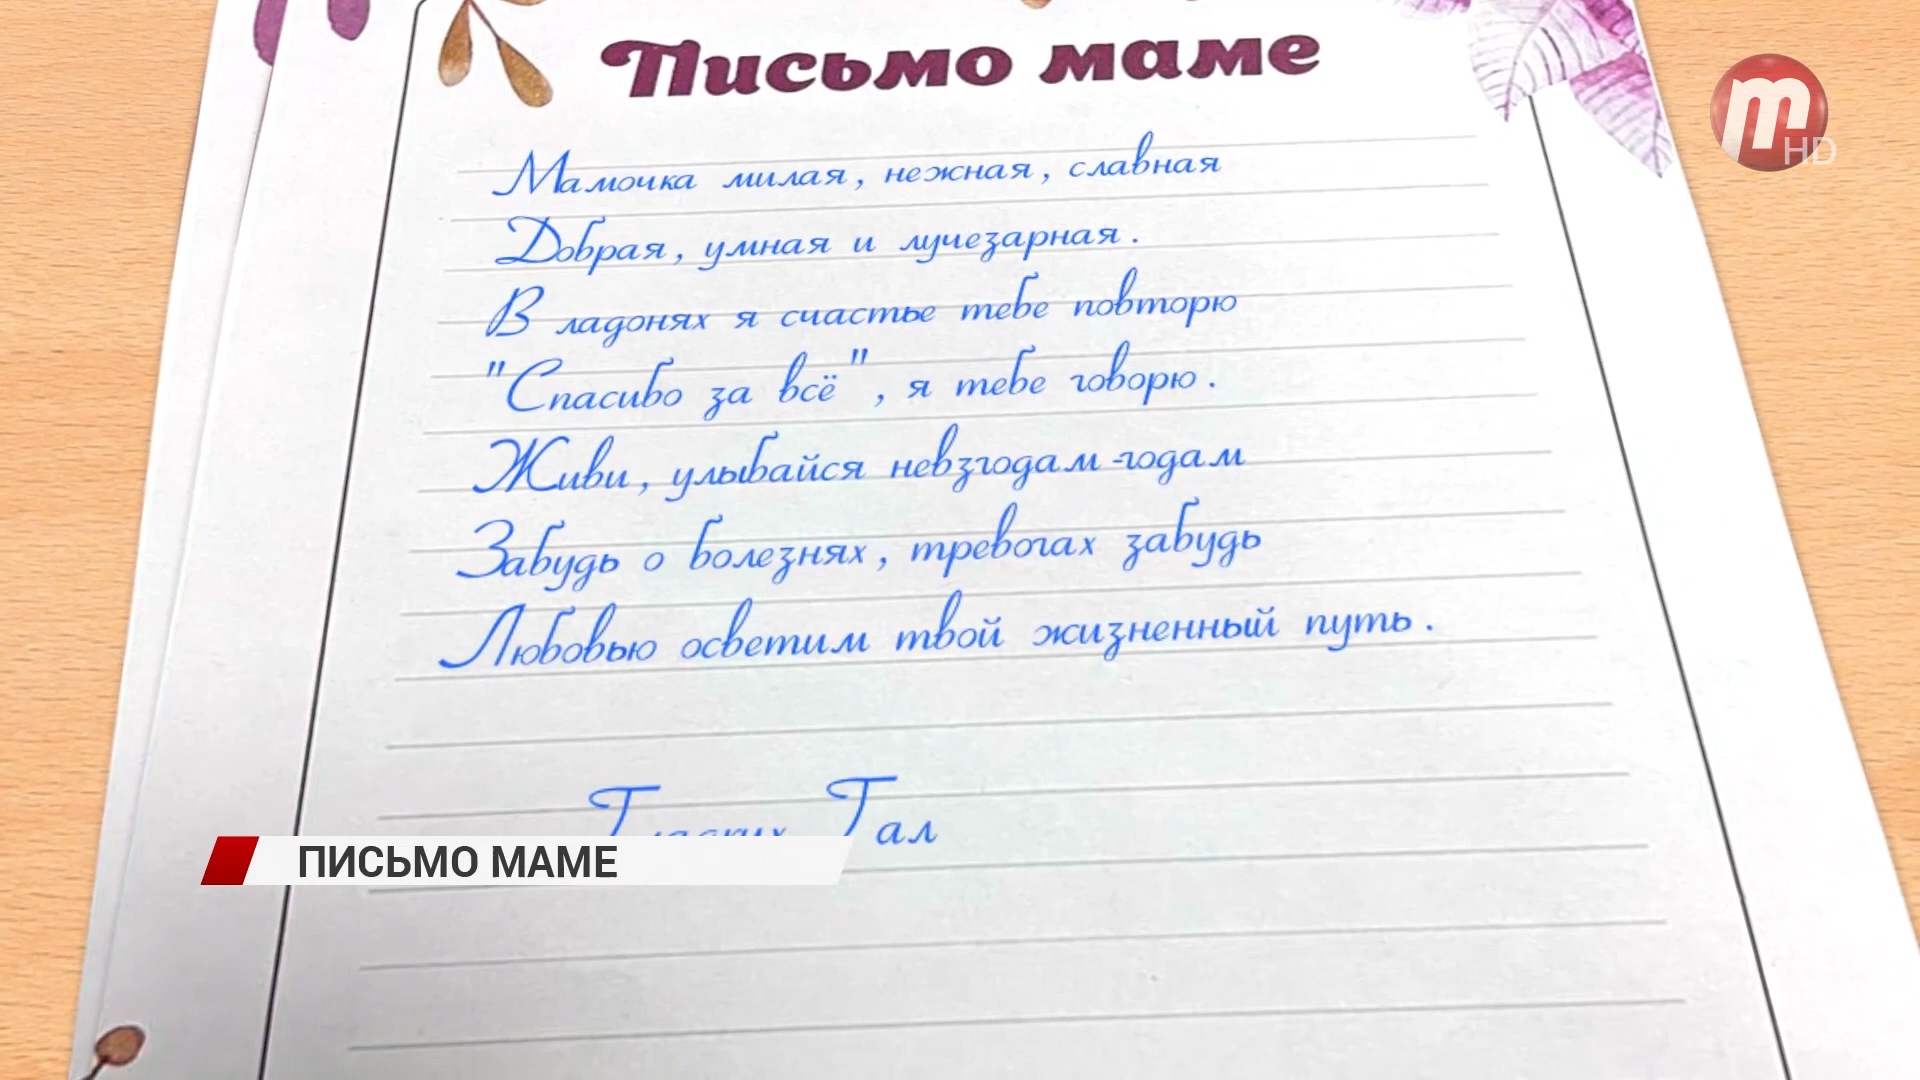 Письмо маме
m HD
Мамочка милая, нежная, славная
Добрая, умная и лучезарная.
В ладонях я счастье тебе повторю
"Спасибо за всё", я тебе говорю.
Живи, улыбайся невзгодам-годам
Забудь о болезнях, тревогах забудь
Любовью осветим твой жизненный путь.
Гал
ПИСЬМО МАМЕ